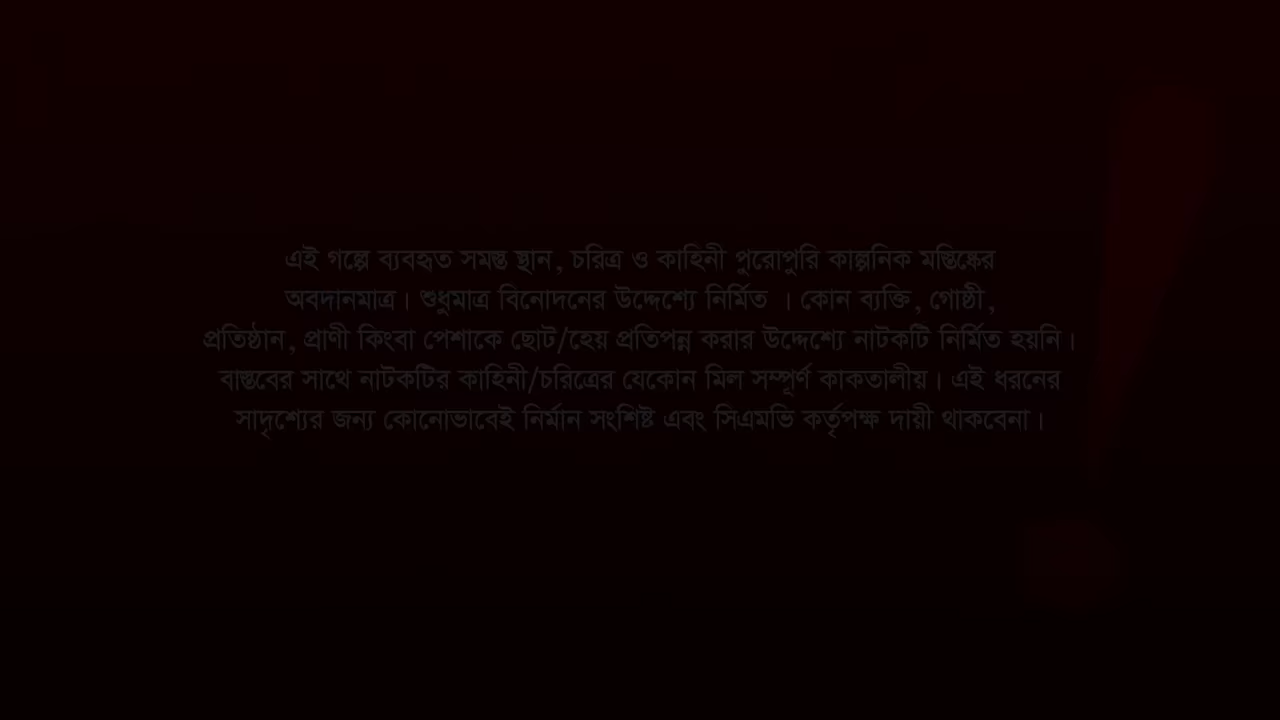 এই গল্পে ব্যবহৃত সমস্ত স্থান, চরিত্র ও কাহিনী পুরোপুরি কাল্পনিক মস্তিষ্কের
অবদানমাত্র। শুধুমাত্র বিনোদনের উদ্দেশ্যে নির্মিত । কোন ব্যক্তি, গোষ্ঠী,
প্রতিষ্ঠান, প্রাণী কিংবা পেশাকে ছোট/হেয় প্রতিপন্ন করার উদ্দেশ্যে নাটকটি নির্মিত হয়নি।
বাস্তবের সাথে নাটকটির কাহিনী/চরিত্রের যেকোন মিল সম্পূর্ণ কাকতালীয়। এই ধরনের
সাদৃশ্যের জন্য কোনোভাবেই নির্মান সংশিষ্ট এবং সিএমভি কর্তৃপক্ষ দায়ী থাকবেনা।